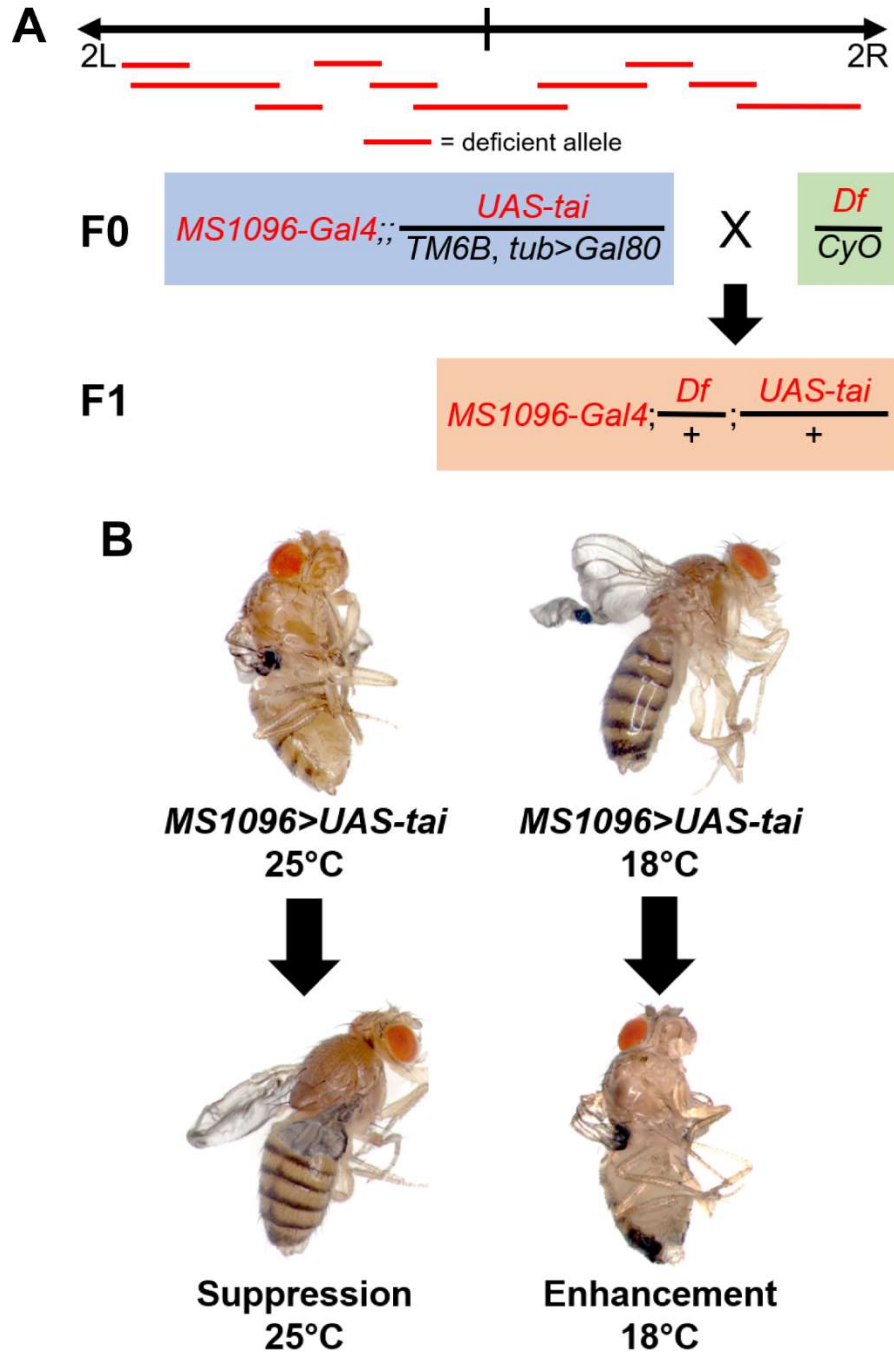 A
2L 2R
= deficient allele
F0 MS1096-Gal4;; UAS-tai X Df
TM6B, tub>Gal80 CyO
F1 MS1096-Gal4; Df ; UAS-tai
+ +
B
MS1096>UAS-tai MS1096>UAS-tai
25°C 18°C
Suppression Enhancement
25°C 18°C